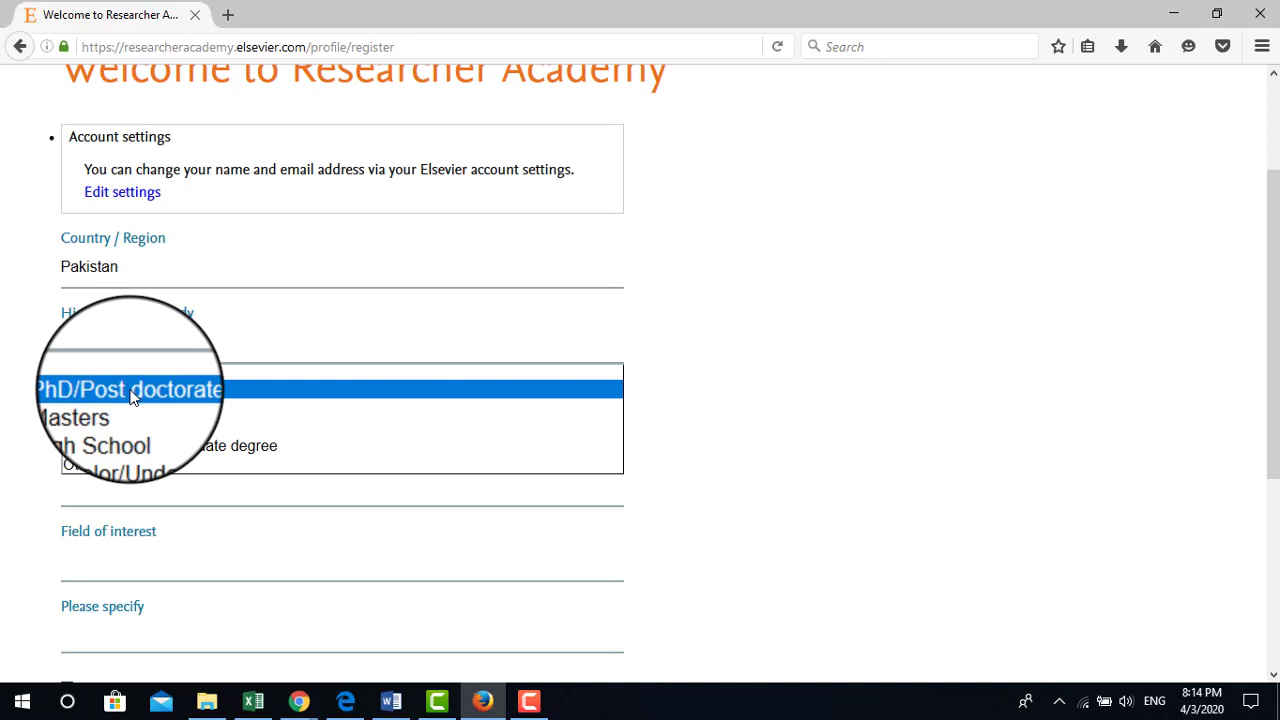 Welcome to Researcher A...
https://researcheracademy.elsevier.com/profile/register
Search
Welcome to Researcher Academy
Account settings
You can change your name and email address via your Elsevier account settings.
Edit settings
Country / Region
Pakistan
PhD/Post doctorate
Masters
School
ate degree
Field of interest
Please specify
ENG
8:14 PM
4/3/2020